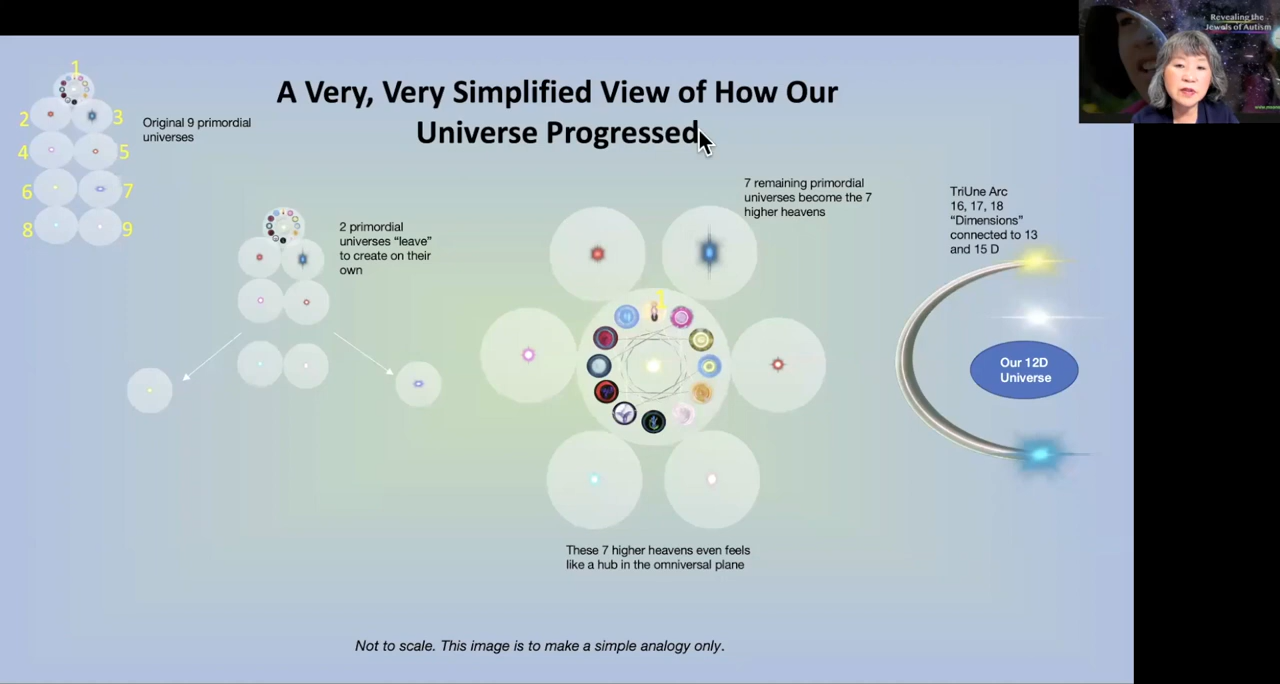 Revealing the
Jewels of Autism
A Very, Very Simplified View of How Our
Universe Progressed
1
2
3
4
5
6
7
8
9
Original 9 primordial
universes
2 primordial
universes “leave”
to create on their
own
7 remaining primordial
universes become the 7
higher heavens
1
TriUne Arc
16, 17, 18
“Dimensions”
connected to 13
and 15 D
Our 12D
Universe
These 7 higher heavens even feels
like a hub in the omniversal plane
Not to scale. This image is to make a simple analogy only.